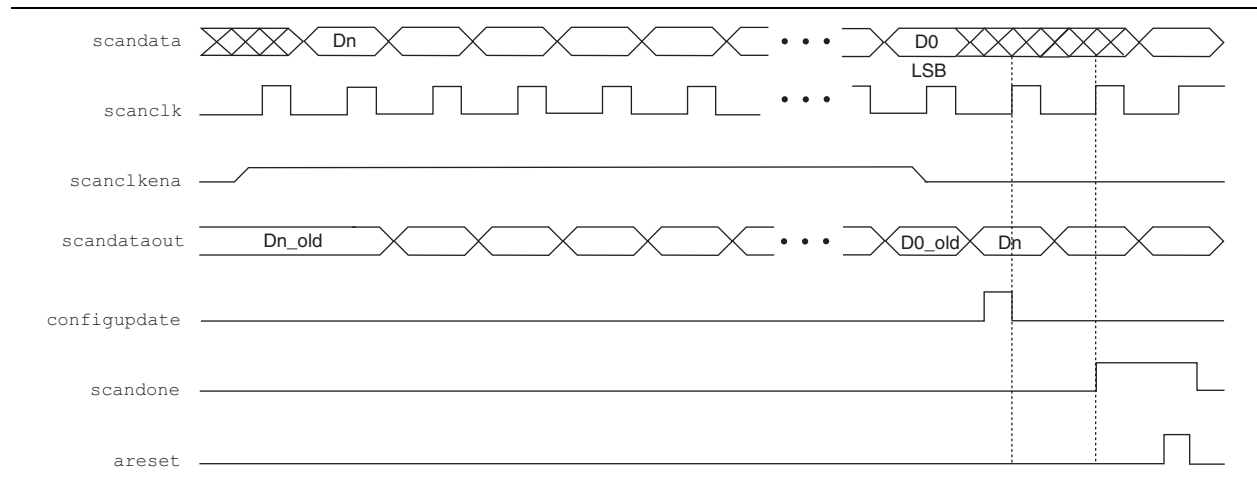 scandata Dn D0
LSB
scanclk
scanclkena
scandataout Dn_old D0_old Dn
configupdate
scandone
areset